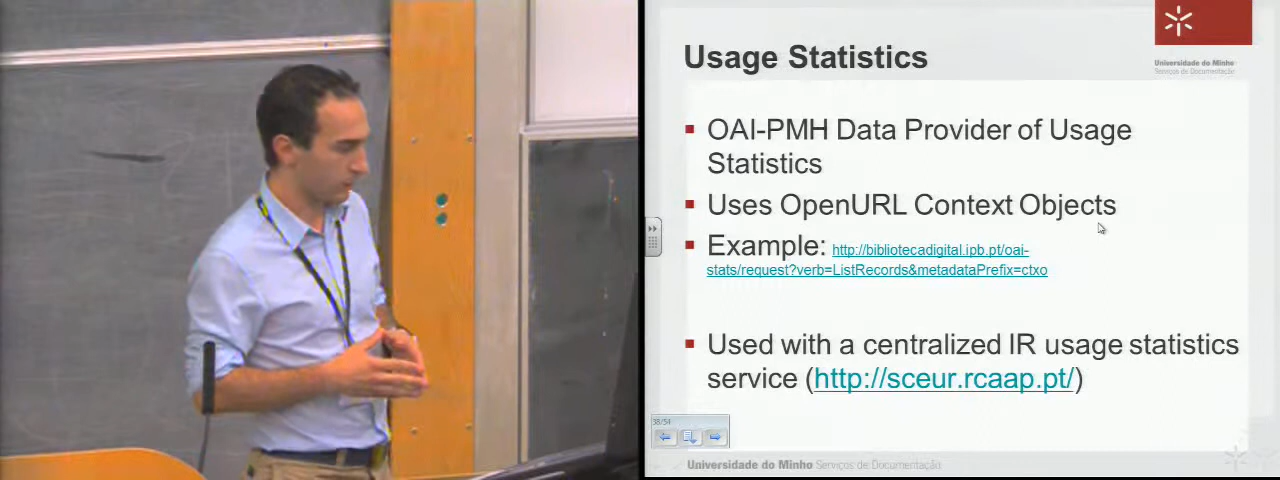 Usage Statistics
Universidade do Minho
Serviços de Documentação
OAI-PMH Data Provider of Usage
Statistics
Uses OpenURL Context Objects
Example: http://bibliotecadigital.ipb.pt/oai-
stats/request?verb=ListRecords&metadataPrefix=ctxo
Used with a centralized IR usage statistics
service (http://sceur.rcaap.pt/)
38/54
Universidade do Minho Serviços de Documentação